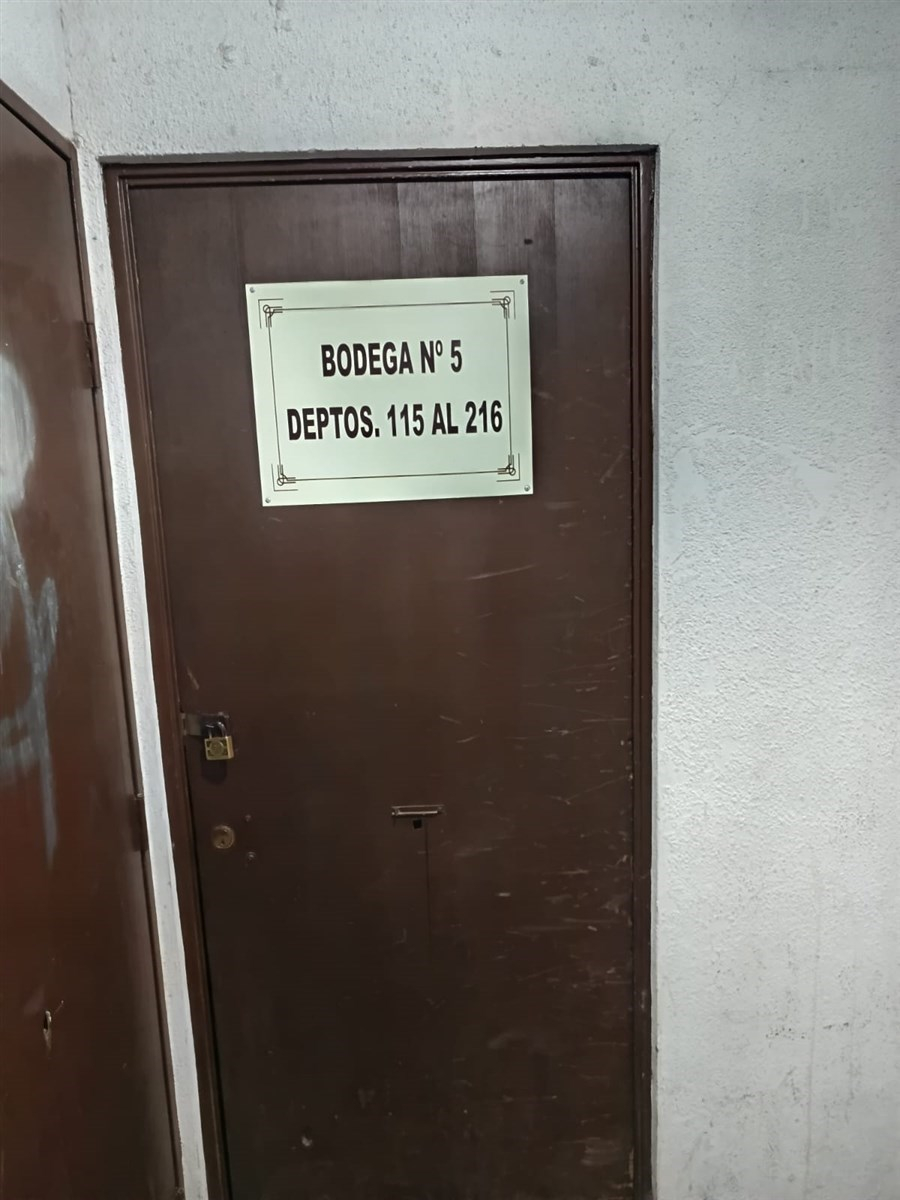 BODEGA Nº 5
DEPTOS. 115 AL 216